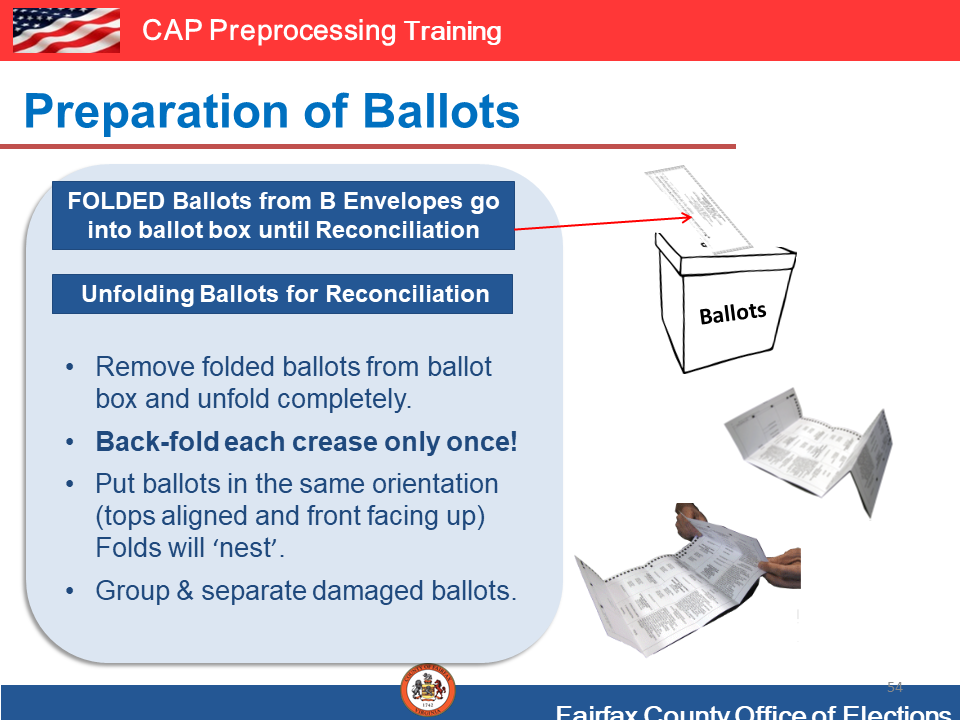 CAP Preprocessing Training
Preparation of Ballots
FOLDED Ballots from B Envelopes go
into ballot box until Reconciliation
Unfolding Ballots for Reconciliation
• Remove folded ballots from ballot
box and unfold completely.
• Back-fold each crease only once!
• Put ballots in the same orientation
(tops aligned and front facing up)
Folds will ‘nest’.
• Group & separate damaged ballots.
Ballots
54
Fairfax County Office of Elections